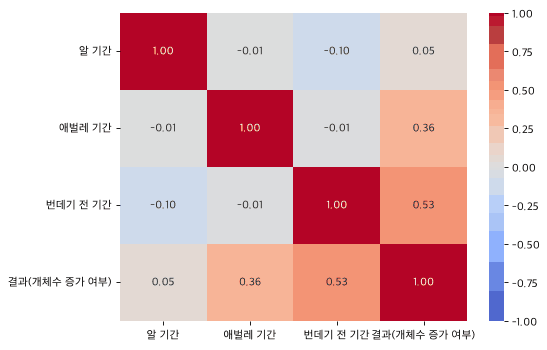 알 기간 1.00 -0.01 -0.10 0.05
애벌레 기간 -0.01 1.00 -0.01 0.36
번데기 전 기간 -0.10 -0.01 1.00 0.53
결과(개체수 증가 여부) 0.05 0.36 0.53 1.00
알 기간 애벌레 기간 번데기 전 기간 결과(개체수 증가 여부)
1.00
0.75
0.50
0.25
0.00
-0.25
-0.50
-0.75
-1.00